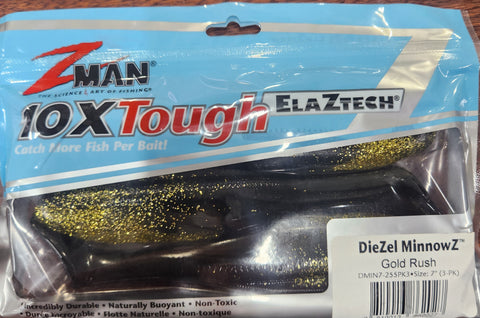 ZMAN®
THE SCIENCE & ART OF FISHING®
10X Tough ELAZTECH®
Catch More Fish Per Bait!
DieZel MinnowZ™
Gold Rush
DMIN7-255PK3•Size: 7" (3-PK)
Incredibly Durable • Naturally Buoyant • Non-Toxic
Durée Incroyable • Flotte Naturelle • Non-toxique